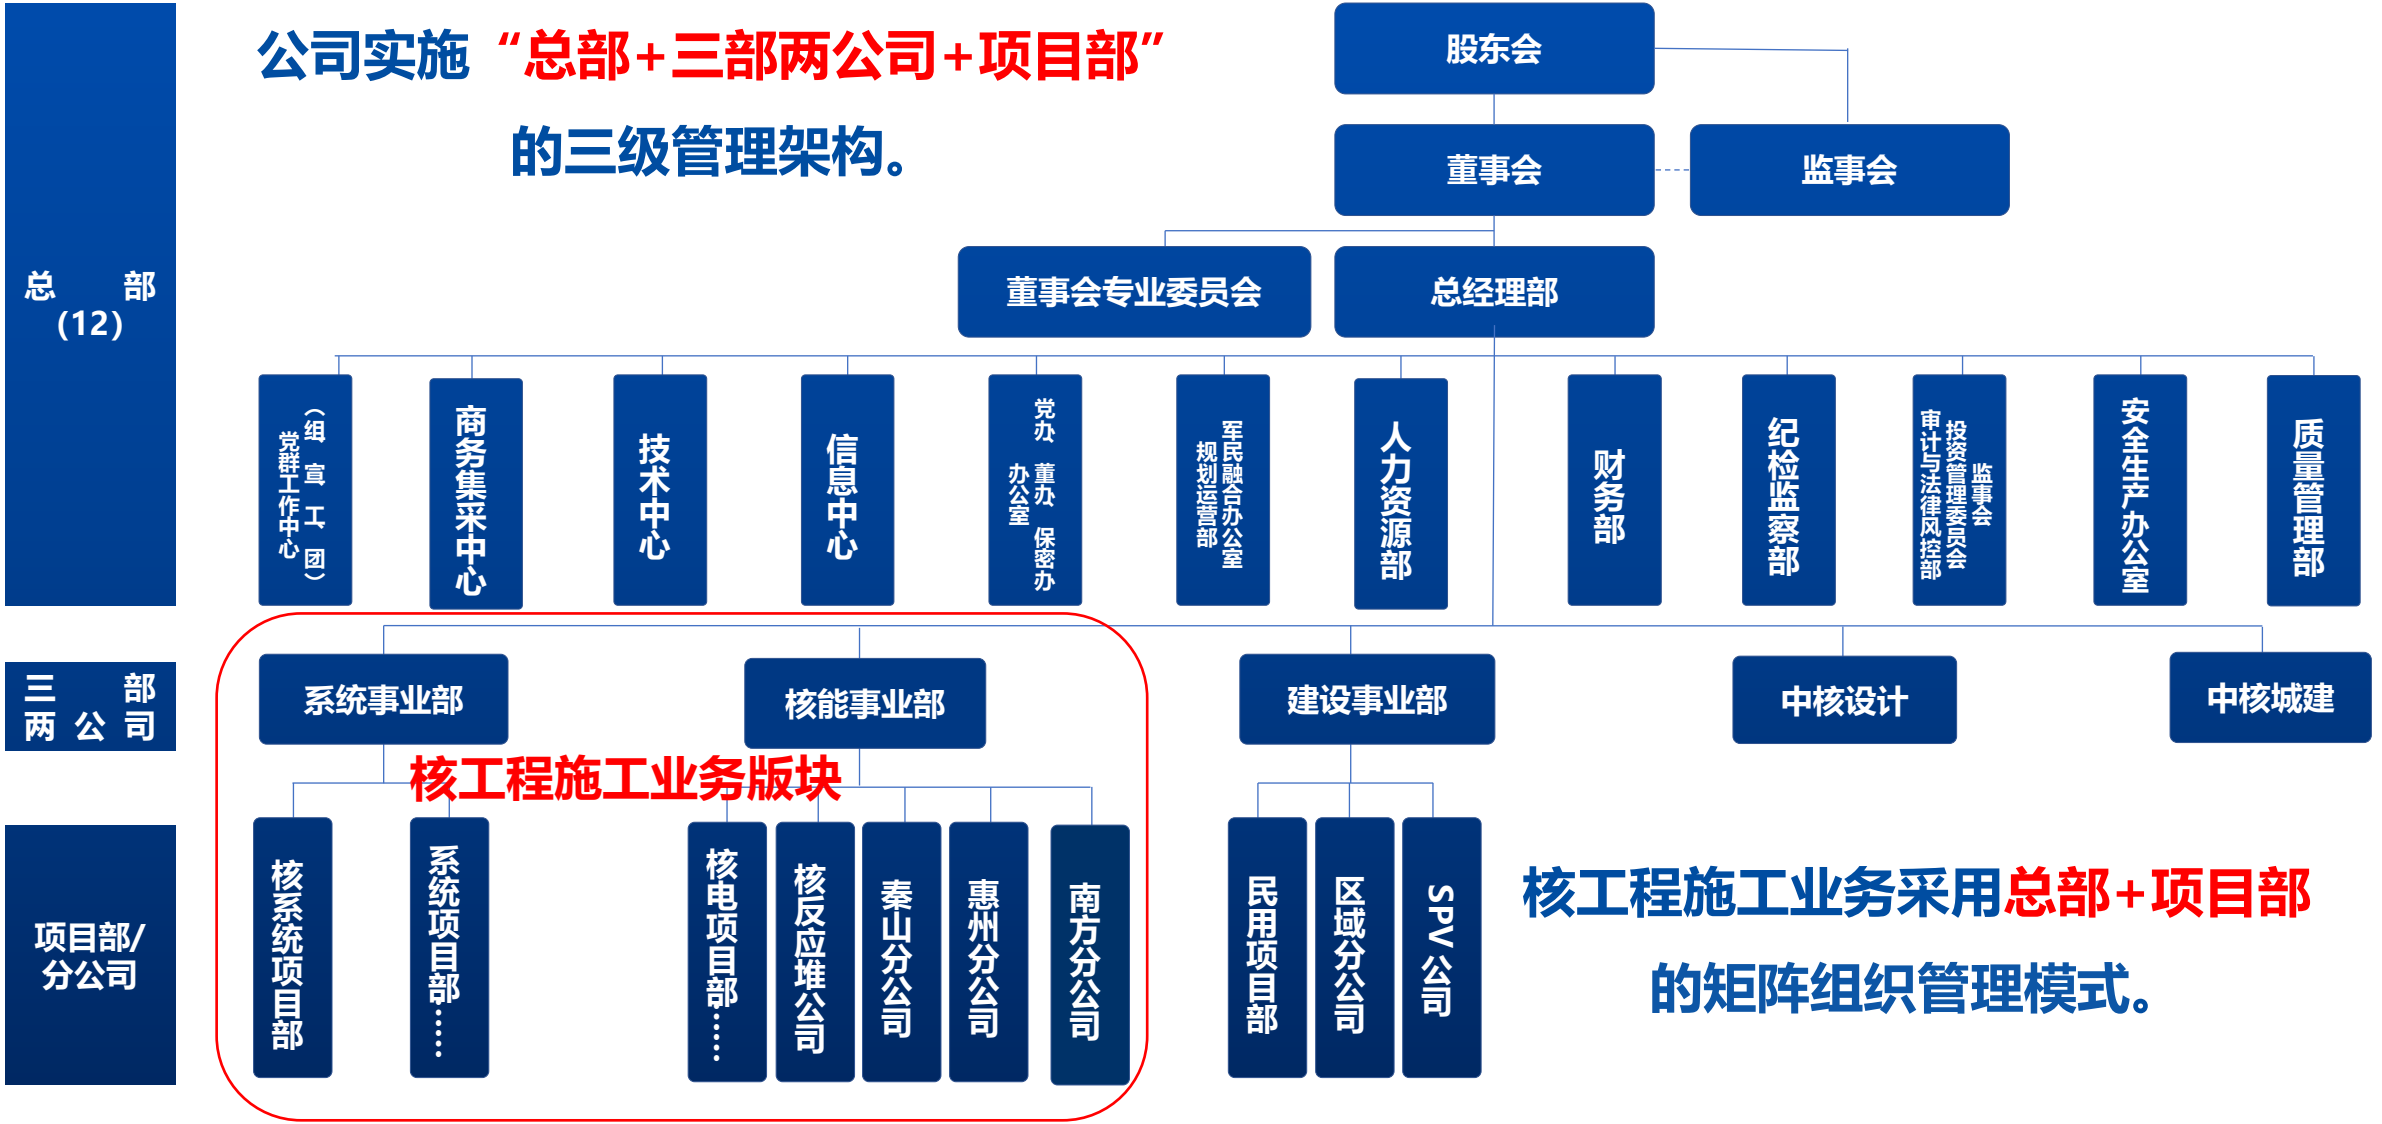 公司实施“总部+三部两公司+项目部”
的三级管理架构。
股东会
董事会
监事会
董事会专业委员会
总经理部
总 部
(12)
党群工作中心
（组、宣、工、团）
商务集采中心
技术中心
信息中心
办公室
党办、董办、保密办
规划运营部
军民融合办公室
人力资源部
财务部
纪检监察部
审计与法律风控部
投资管理委员会
监事会
安全生产办公室
质量管理部
三 部
两 公 司
系统事业部
核能事业部
建设事业部
中核设计
中核城建
核工程施工业务版块
项目部/
分公司
核系统项目部
系统项目部……
核电项目部……
核反应堆公司
秦山分公司
惠州分公司
南方分公司
民用项目部
区域分公司
SPV公司
核工程施工业务采用总部+项目部
的矩阵组织管理模式。